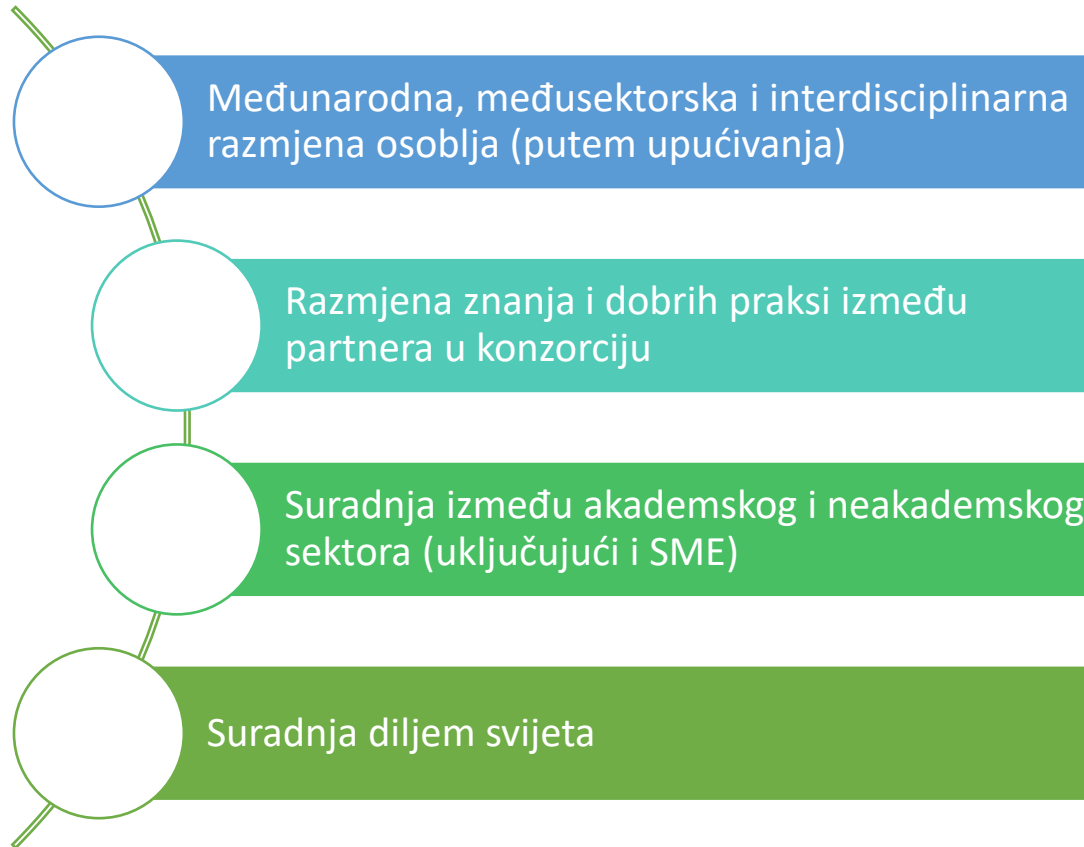 Međunarodna, međusektorska i interdisciplinarna
razmjena osoblja (putem upućivanja)
Razmjena znanja i dobrih praksi između
partnera u konzorciju
Suradnja između akademskog i neakademskog
sektora (uključujući i SME)
Suradnja diljem svijeta